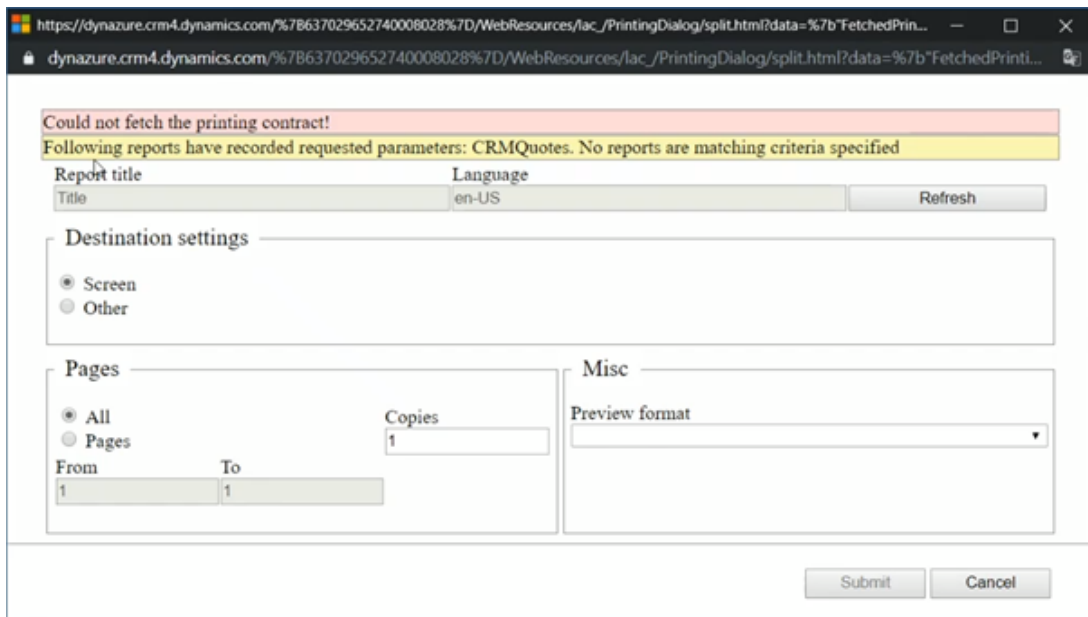 https://dynazure.crm4.dynamics.com/%7B637029652740008028%7D/WebResources/lac_/PrintingDialog/split.html?data=%7b"FetchedPrin...
dynazure.crm4.dynamics.com/%7B637029652740008028%7D/WebResources/lac_/PrintingDialog/split.html?data=%7b"FetchedPrinti...
Could not fetch the printing contract!
Following reports have recorded requested parameters: CRMQuotes. No reports are matching criteria specified
Report title Language
Title en-US Refresh
Destination settings
Screen
Other
Pages Misc
All Copies Preview format
Pages 1
From To
1 1
Submit Cancel